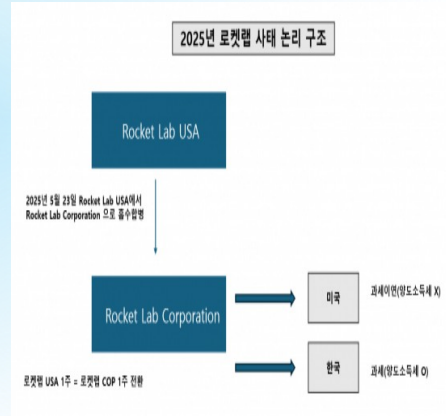 2025년 로켓랩 사태 논리 구조
Rocket Lab USA
2025년 5월 23일 Rocket Lab USA에서
Rocket Lab Corporation 으로 흡수합병
Rocket Lab Corporation
미국
과세이연(양도소득세 X)
한국
과세(양도소득세 O)
로켓랩 USA 1주 = 로켓랩 COP 1주 전환